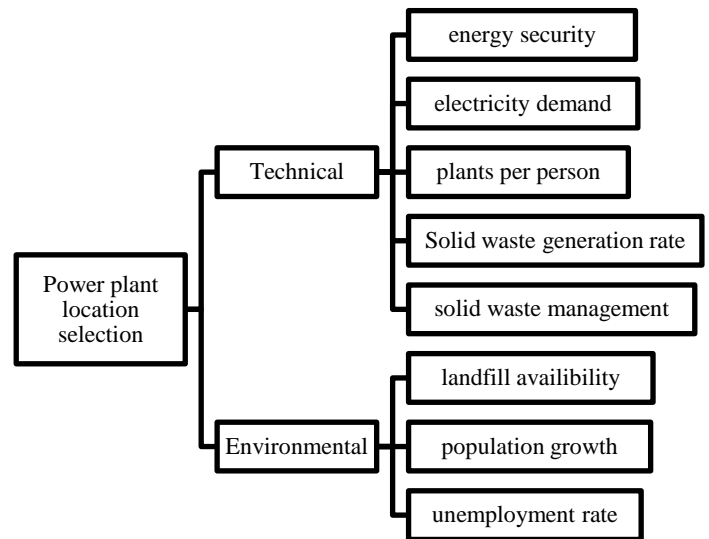 energy security
electricity demand
Technical
plants per person
Solid waste generation rate
Power plant
location
selection
solid waste management
landfill availibility
Environmental
population growth
unemployment rate